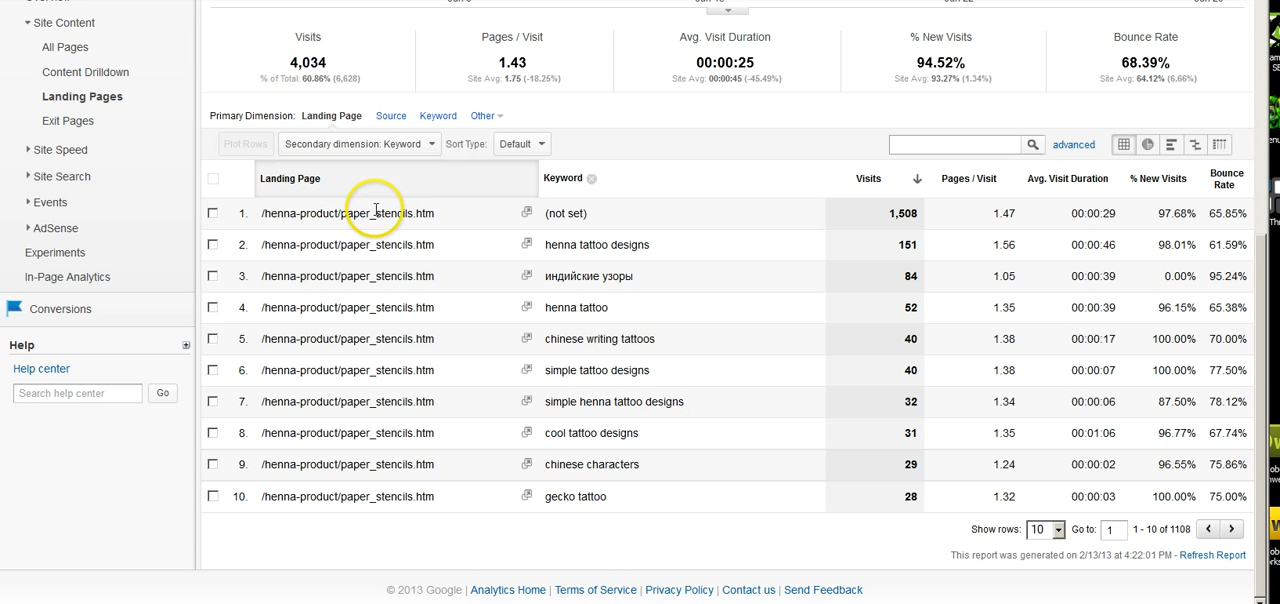 Site Content
All Pages
Content Drilldown
Landing Pages
Exit Pages
Site Speed
Site Search
Events
AdSense
Experiments
In-Page Analytics
Conversions
Help
Help center
Search help center Go
Visits Pages / Visit Avg. Visit Duration % New Visits Bounce Rate
4,034 1.43 00:00:25 94.52% 68.39%
% of Total: 60.86% (6,628) Site Avg: 1.75 (-18.25%) Site Avg: 00:00:45 (-45.49%) Site Avg: 93.27% (1.34%) Site Avg: 64.12% (6.66%)
Primary Dimension: Landing Page Source Keyword Other
Plot Rows Secondary dimension: Keyword Sort Type: Default advanced
Landing Page Keyword Visits Pages / Visit Avg. Visit Duration % New Visits Bounce Rate
1. /henna-product/paper_stencils.htm (not set) 1,508 1.47 00:00:29 97.68% 65.85%
2. /henna-product/paper_stencils.htm henna tattoo designs 151 1.56 00:00:46 98.01% 61.59%
3. /henna-product/paper_stencils.htm индийские узоры 84 1.05 00:00:39 0.00% 95.24%
4. /henna-product/paper_stencils.htm henna tattoo 52 1.35 00:00:39 96.15% 65.38%
5. /henna-product/paper_stencils.htm chinese writing tattoos 40 1.38 00:00:17 100.00% 70.00%
6. /henna-product/paper_stencils.htm simple tattoo designs 40 1.38 00:00:07 100.00% 77.50%
7. /henna-product/paper_stencils.htm simple henna tattoo designs 32 1.34 00:00:06 87.50% 78.12%
8. /henna-product/paper_stencils.htm cool tattoo designs 31 1.35 00:01:06 96.77% 67.74%
9. /henna-product/paper_stencils.htm chinese characters 29 1.24 00:00:02 96.55% 75.86%
10. /henna-product/paper_stencils.htm gecko tattoo 28 1.32 00:00:03 100.00% 75.00%
Show rows: 10 Go to: 1 1 - 10 of 1108
This report was generated on 2/13/13 at 4:22:01 PM - Refresh Report
© 2013 Google | Analytics Home | Terms of Service | Privacy Policy | Contact us | Send Feedback